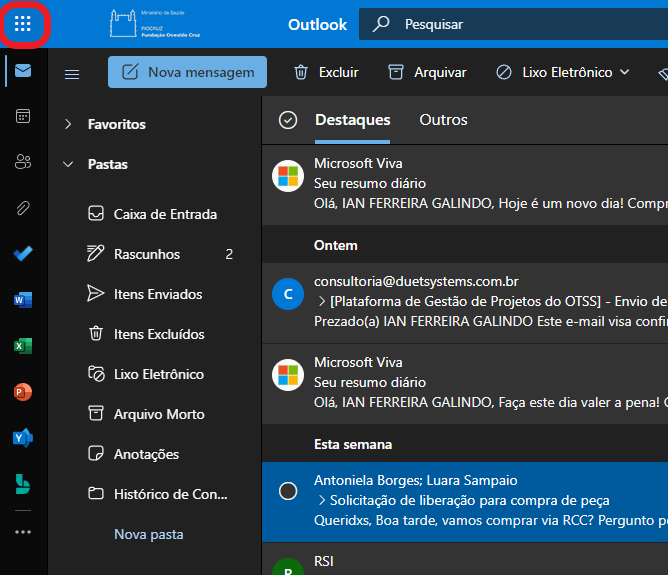 Ministério da Saúde
FIOCRUZ
Fundação Oswaldo Cruz
Outlook
Pesquisar
Nova mensagem
Excluir
Arquivar
Lixo Eletrônico
Favoritos
Pastas
Caixa de Entrada
Rascunhos 2
Itens Enviados
Itens Excluídos
Lixo Eletrônico
Arquivo Morto
Anotações
Histórico de Con...
Nova pasta
Destaques Outros
Microsoft Viva
Seu resumo diário
Olá, IAN FERREIRA GALINDO, Hoje é um novo dia! Compr
Ontem
C
consultoria@duetsystems.com.br
[Plataforma de Gestão de Projetos do OTSS] - Envio de
Prezado(a) IAN FERREIRA GALINDO Este e-mail visa confi
Microsoft Viva
Seu resumo diário
Olá, IAN FERREIRA GALINDO, Faça este dia valer a pena!
Esta semana
Antoniela Borges; Luara Sampaio
Solicitação de liberação para compra de peça
Queridxs, Boa tarde, vamos comprar via RCC? Pergunto
R
RSI